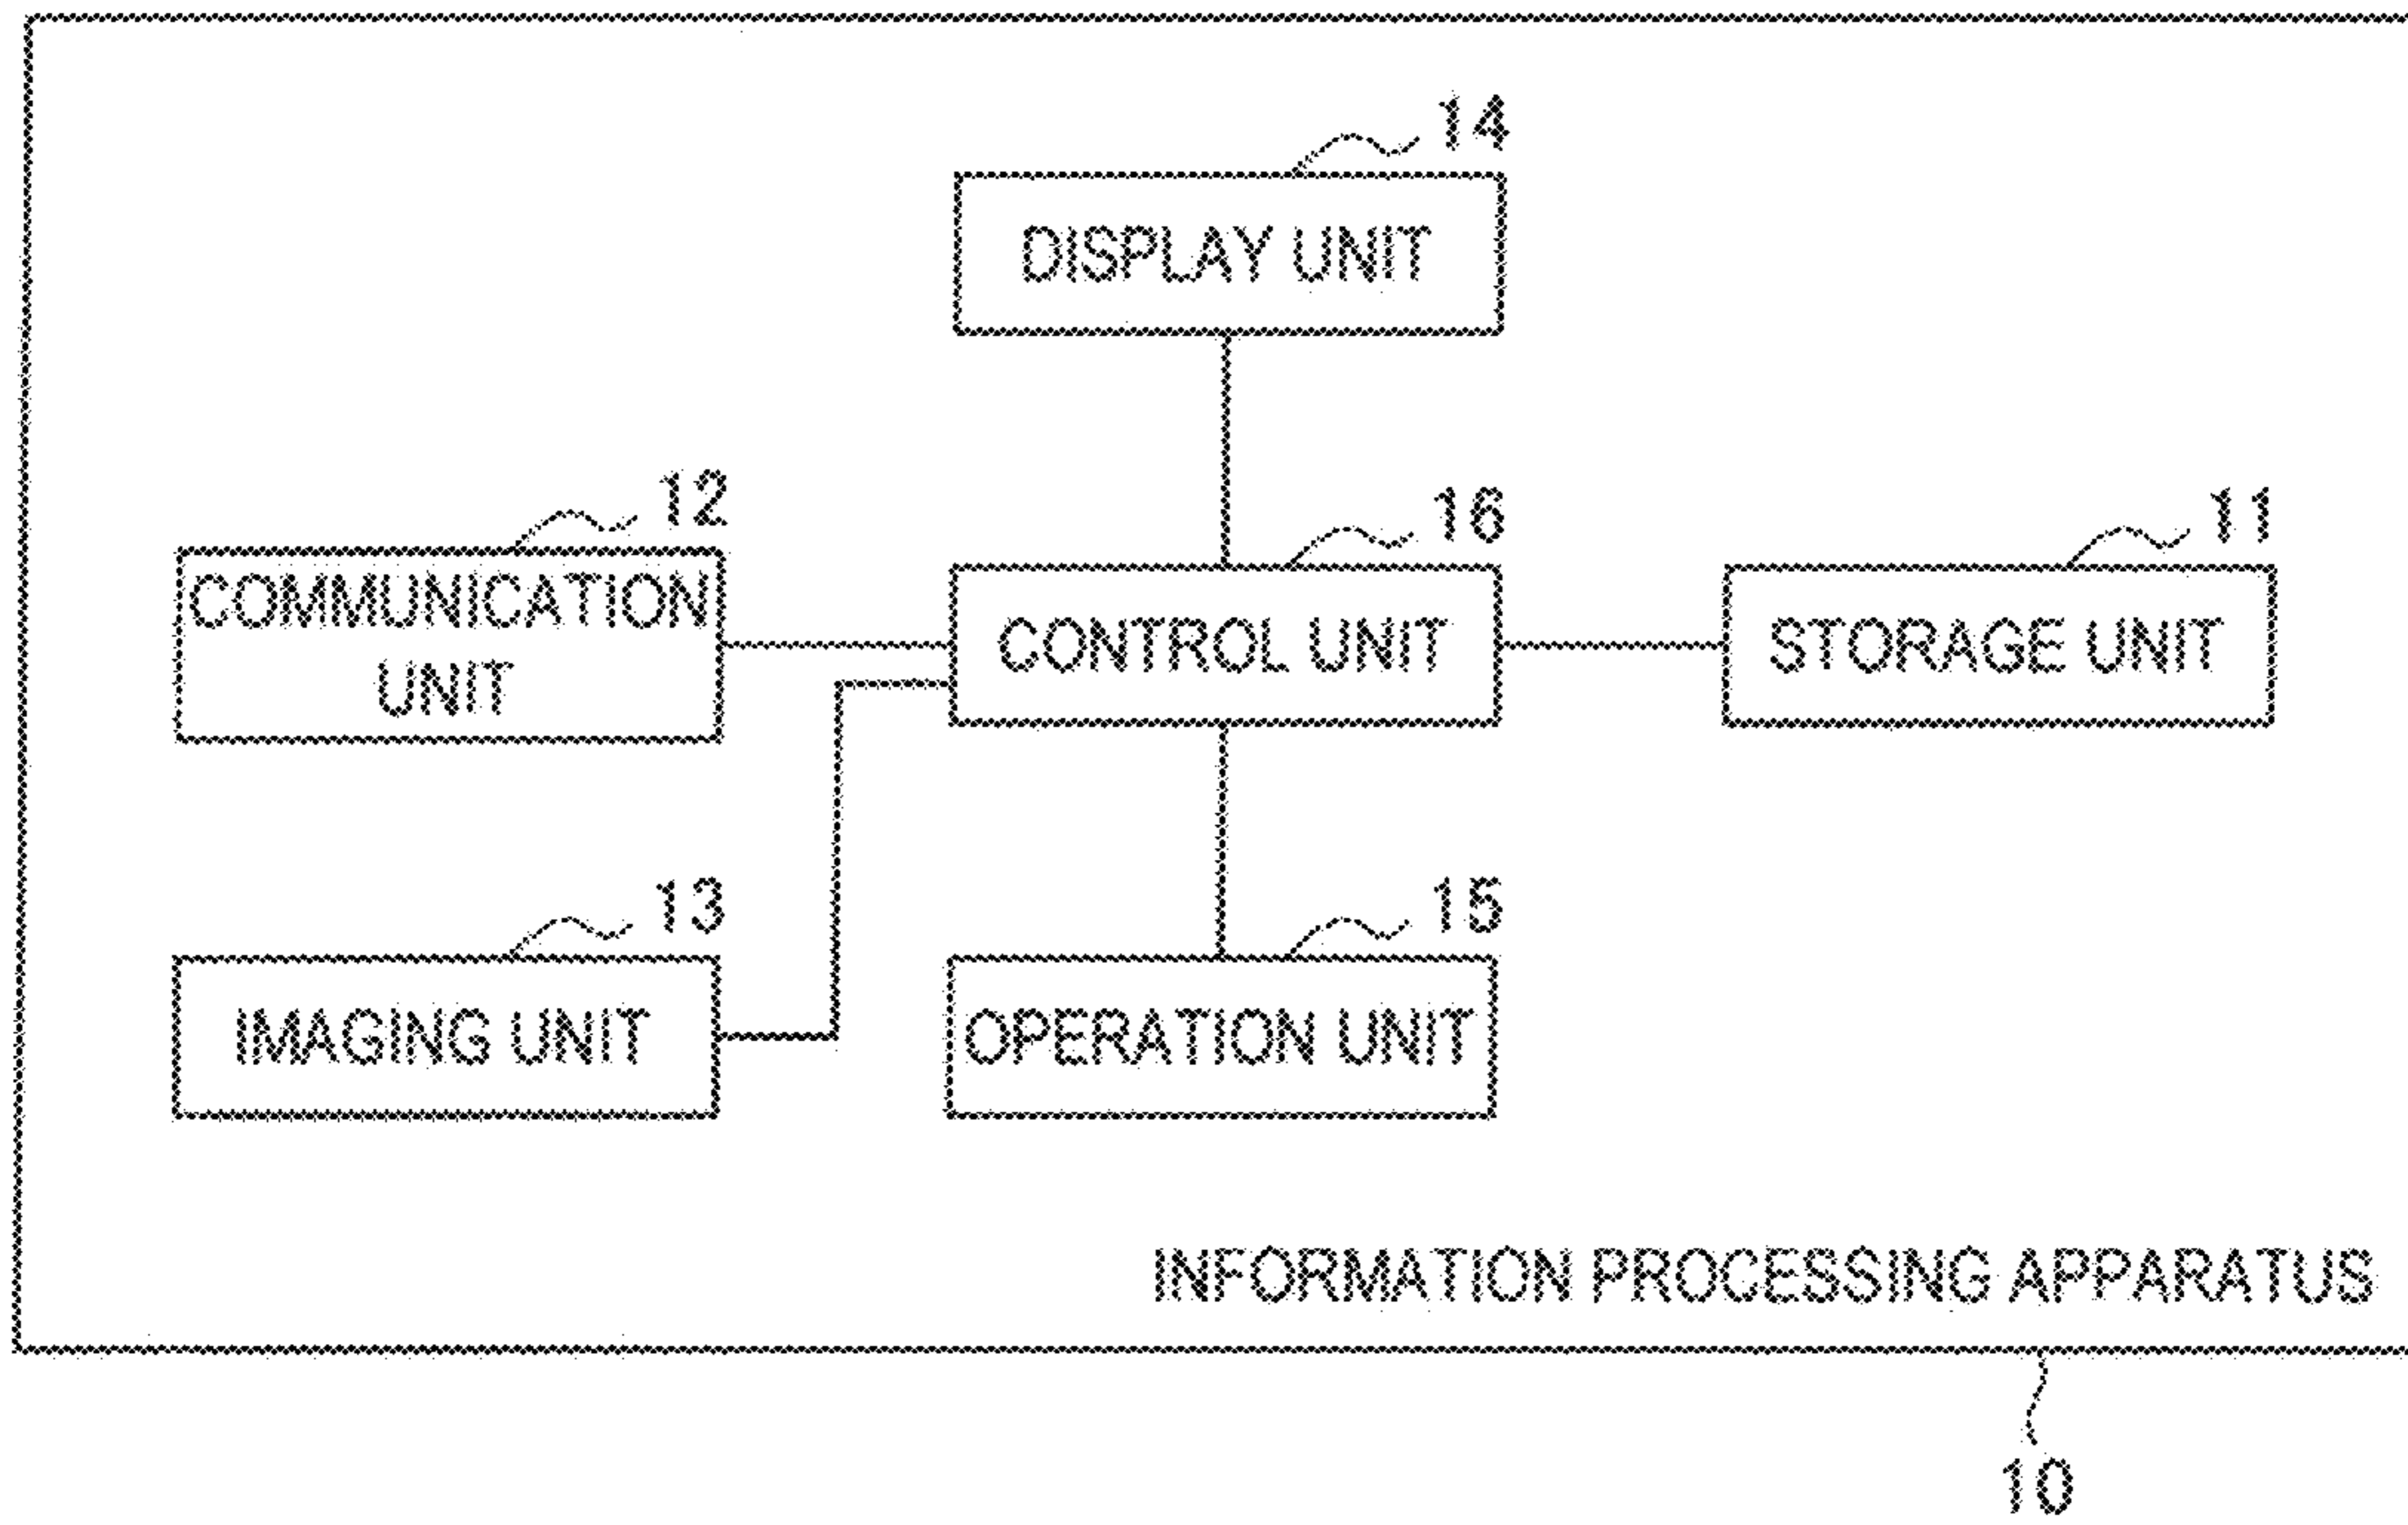 14
DISPLAY UNIT
12
16
11
COMMUNICATION
UNIT
CONTROL UNIT
STORAGE UNIT
13
15
IMAGING UNIT
OPERATION UNIT
INFORMATION PROCESSING APPARATUS
10